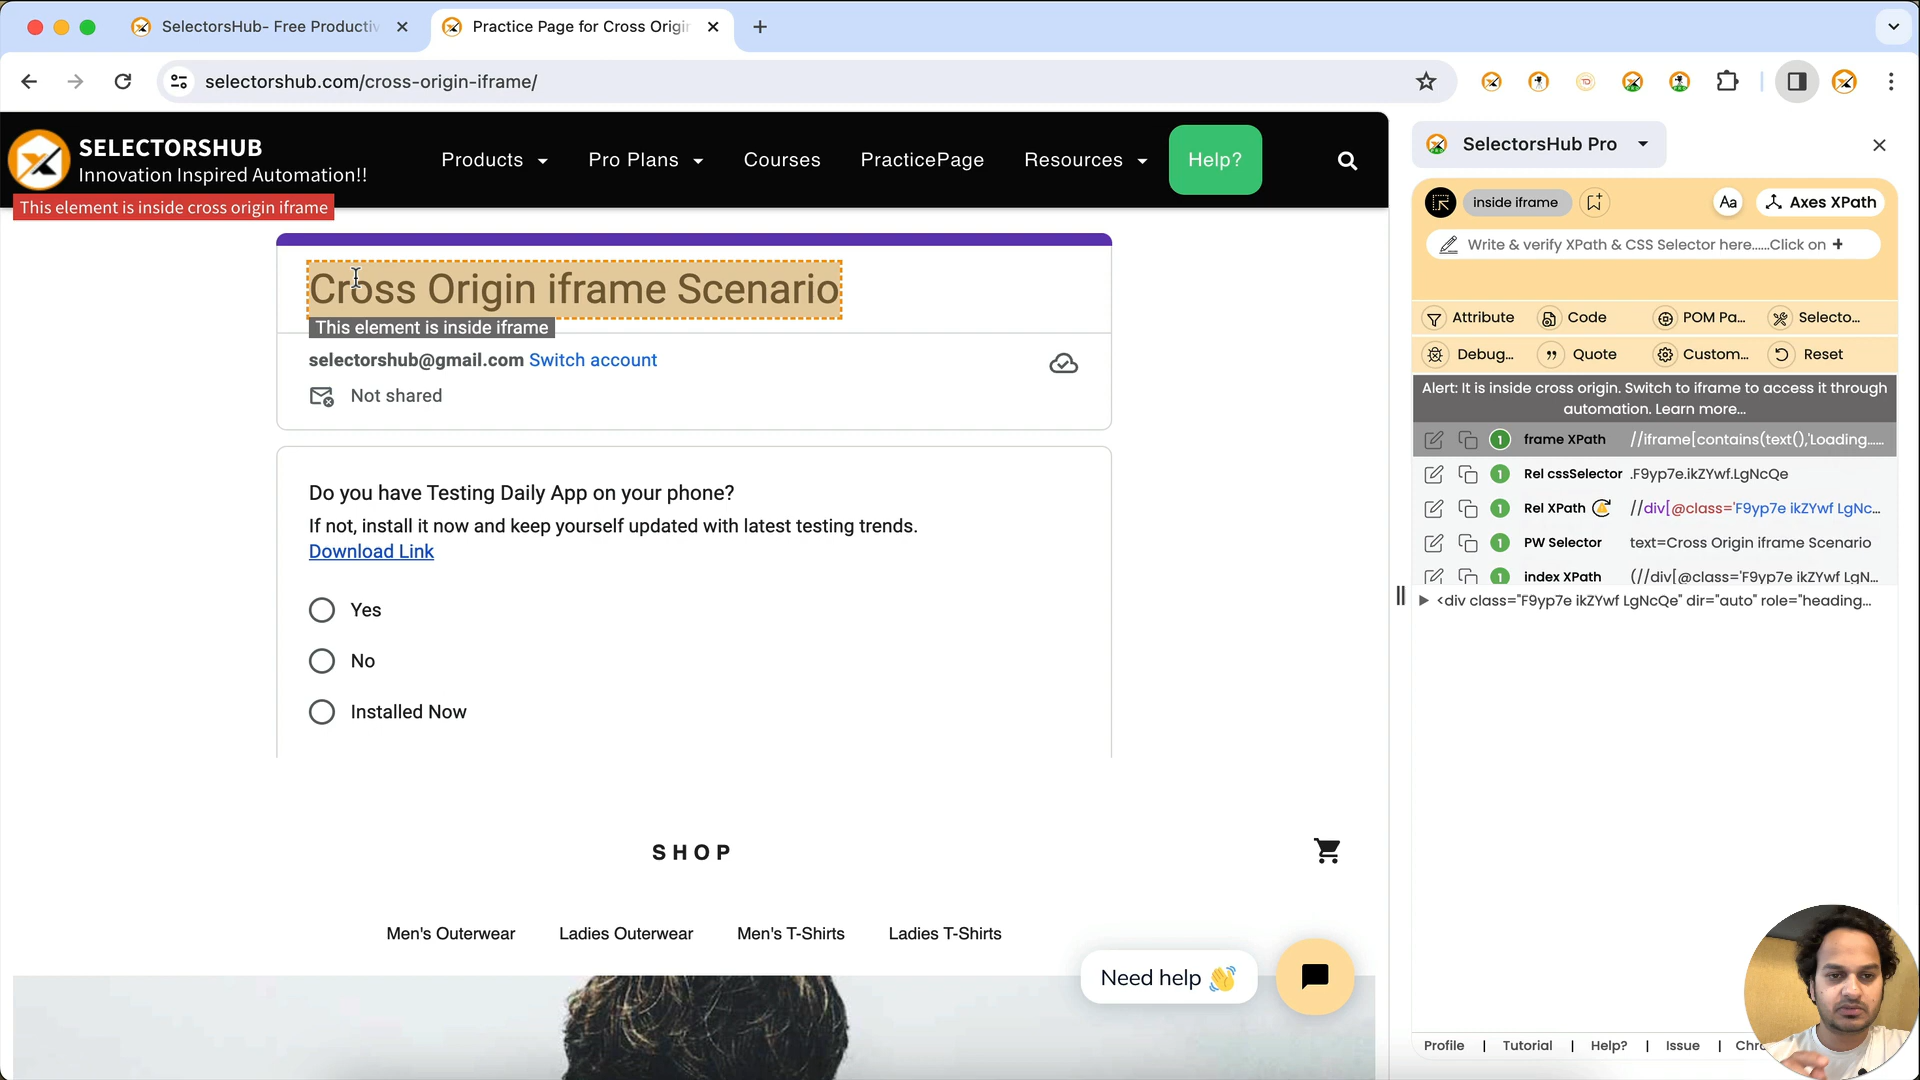 SelectorsHub- Free Productiv
Practice Page for Cross Origin
selectorshub.com/cross-origin-iframe/
SELECTORSHUB
Innovation Inspired Automation!!
Products
Pro Plans
Courses
PracticePage
Resources
Help?
This element is inside cross origin iframe
Cross Origin iframe Scenario
This element is inside iframe
selectorshub@gmail.com Switch account
Not shared
Do you have Testing Daily App on your phone?
If not, install it now and keep yourself updated with latest testing trends.
Download Link
Yes
No
Installed Now
SHOP
Men's Outerwear
Ladies Outerwear
Men's T-Shirts
Ladies T-Shirts
Need help 👋
SelectorsHub Pro
inside iframe
Aa
Axes XPath
Write & verify XPath & CSS Selector here......Click on +
Attribute
Code
POM Pa...
Selecto...
Debug...
Quote
Custom...
Reset
Alert: It is inside cross origin. Switch to iframe to access it through
automation. Learn more...
1 frame XPath //iframe[contains(text(),'Loading......
1 Rel cssSelector .F9yp7e.ikZYwf.LgNcQe
1 Rel XPath //div[@class='F9yp7e ikZYwf LgNc...
1 PW Selector text=Cross Origin iframe Scenario
1 index XPath (//div[@class='F9yp7e ikZYwf LgN...
<div class="F9yp7e ikZYwf LgNcQe" dir="auto" role="heading...
Profile | Tutorial | Help? | Issue | Chro